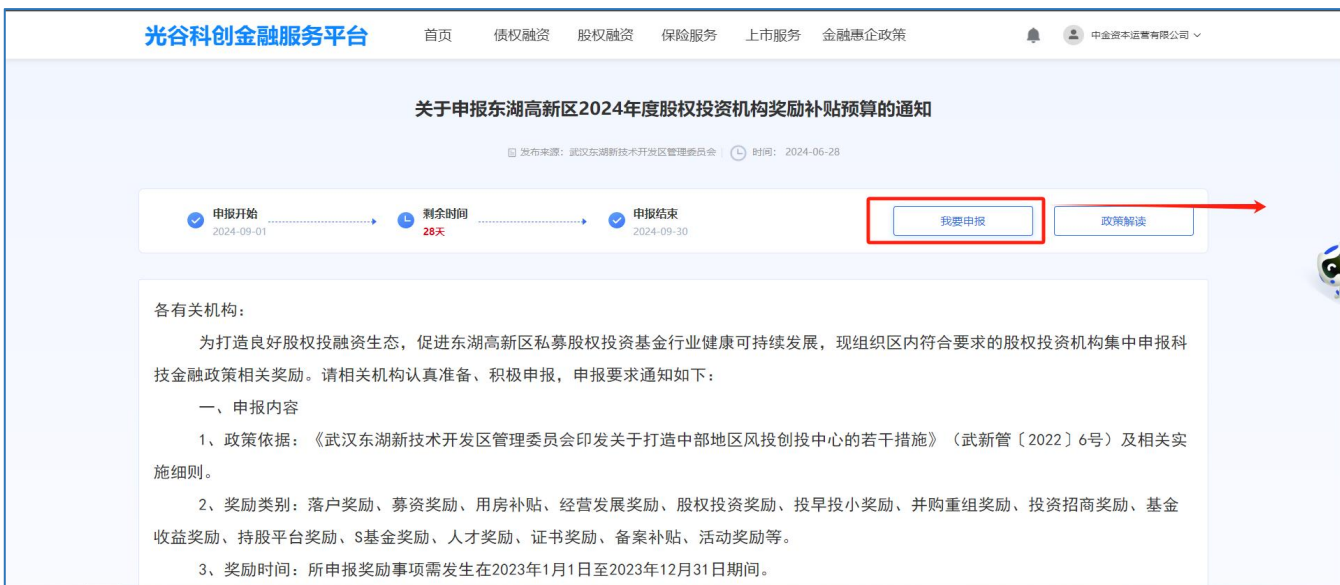 光谷科创金融服务平台 首页 债权融资 股权融资 保险服务 上市服务 金融惠企政策 中金资本运营有限公司
关于申报东湖高新区2024年度股权投资机构奖励补贴预算的通知
发布来源：武汉东湖新技术开发区管理委员会 时间： 2024-06-28
申报开始 剩余时间 申报结束 我要申报 政策解读
2024-09-01 28天 2024-09-30
各有关机构：
为打造良好股权投融资生态，促进东湖高新区私募股权投资基金行业健康可持续发展，现组织区内符合要求的股权投资机构集中申报科
技金融政策相关奖励。请相关机构认真准备、积极申报，申报要求通知如下：
一、申报内容
1、政策依据：《武汉东湖新技术开发区管理委员会印发关于打造中部地区风投创投中心的若干措施》（武新管〔2022〕6号）及相关实
施细则。
2、奖励类别：落户奖励、募资奖励、用房补贴、经营发展奖励、股权投资奖励、投早投小奖励、并购重组奖励、投资招商奖励、基金
收益奖励、持股平台奖励、S基金奖励、人才奖励、证书奖励、备案补贴、活动奖励等。
3、奖励时间：所申报奖励事项需发生在2023年1月1日至2023年12月31日期间。